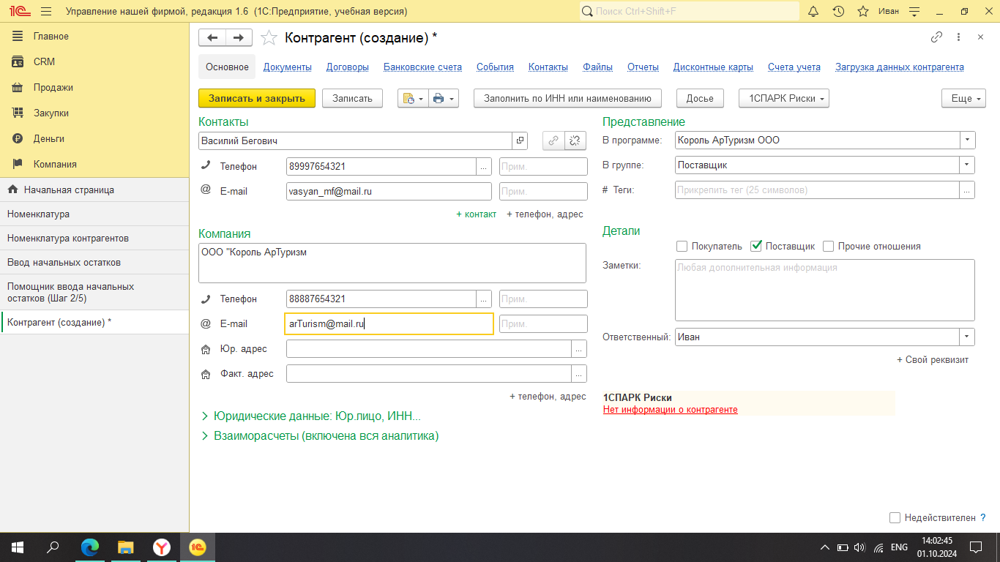 1С Управление нашей фирмой, редакция 1.6 (1С:Предприятие, учебная версия)
Поиск Ctrl+Shift+F
Иван
Главное
CRM
Продажи
Закупки
Деньги
Компания
Начальная страница
Номенклатура
Номенклатура контрагентов
Ввод начальных остатков
Помощник ввода начальных
остатков (Шаг 2/5)
Контрагент (создание) *
Контрагент (создание) *
Основное Документы Договоры Банковские счета События Контакты Файлы Отчеты Дисконтные карты Счета учета Загрузка данных контрагента
Записать и закрыть Записать Заполнить по ИНН или наименованию Досье 1СПАРК Риски Еще
Контакты
Василий Бегович
Телефон 89997654321 ... Прим.
E-mail vasyan_mf@mail.ru Прим.
+ контакт + телефон, адрес
Компания
ООО "Король АрТуризм
Телефон 88887654321 ... Прим.
@ E-mail arTurism@mail.ru Прим.
Юр. адрес ...
Факт. адрес ...
+ телефон, адрес
Юридические данные: Юр.лицо, ИНН...
Взаиморасчеты (включена вся аналитика)
Представление
В программе: Король АрТуризм ООО
В группе: Поставщик
# Теги: Прикрепить тег (25 символов) ...
Детали
Покупатель Поставщик Прочие отношения
Заметки: Любая дополнительная информация
Ответственный: Иван
+ Свой реквизит
1СПАРК Риски
Нет информации о контрагенте
Недействителен ?
ENG
14:02:45
01.10.2024